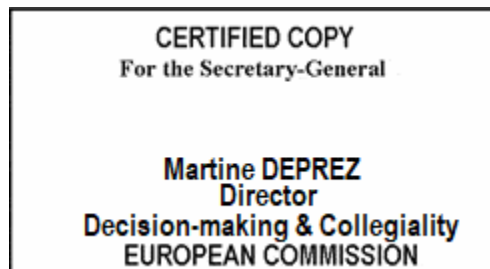 CERTIFIED COPY
For the Secretary-General
Martine DEPREZ
Director
Decision-making & Collegiality
EUROPEAN COMMISSION